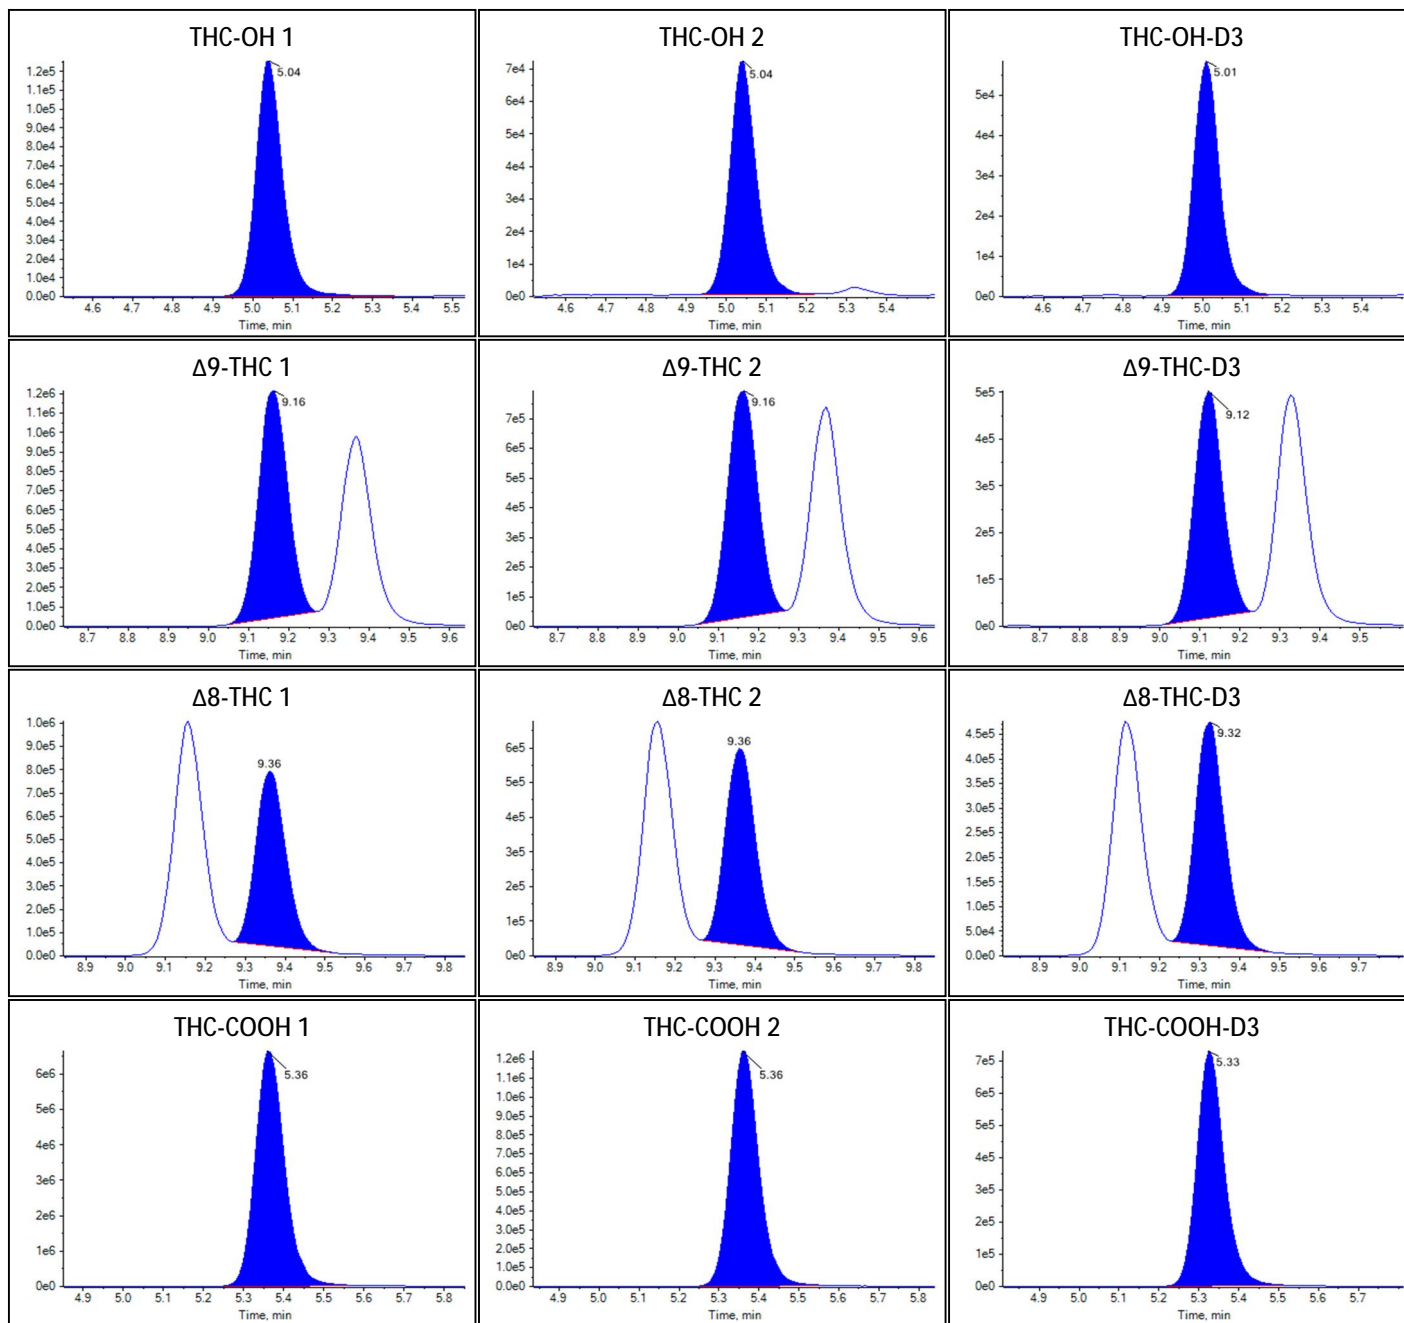 THC-OH 1
1.2e5
1.1e5
1.0e5
9.0e4
8.0e4
7.0e4
6.0e4
5.0e4
4.0e4
3.0e4
2.0e4
1.0e4
0.0e0
5.04
4.6 4.7 4.8 4.9 5.0 5.1 5.2 5.3 5.4 5.5
Time, min
THC-OH 2
7e4
6e4
5e4
4e4
3e4
2e4
1e4
0e0
5.04
4.6 4.7 4.8 4.9 5.0 5.1 5.2 5.3 5.4
Time, min
THC-OH-D3
5e4
4e4
3e4
2e4
1e4
0e0
5.01
4.6 4.7 4.8 4.9 5.0 5.1 5.2 5.3 5.4
Time, min
Δ9-THC 1
1.2e6
1.1e6
1.0e6
9.0e5
8.0e5
7.0e5
6.0e5
5.0e5
4.0e5
3.0e5
2.0e5
1.0e5
0.0e0
9.16
8.7 8.8 8.9 9.0 9.1 9.2 9.3 9.4 9.5 9.6
Time, min
Δ9-THC 2
7e5
6e5
5e5
4e5
3e5
2e5
1e5
0e0
9.16
8.7 8.8 8.9 9.0 9.1 9.2 9.3 9.4 9.5 9.6
Time, min
Δ9-THC-D3
5e5
4e5
3e5
2e5
1e5
0e0
9.12
8.7 8.8 8.9 9.0 9.1 9.2 9.3 9.4 9.5
Time, min
Δ8-THC 1
1.0e6
9.0e5
8.0e5
7.0e5
6.0e5
5.0e5
4.0e5
3.0e5
2.0e5
1.0e5
0.0e0
9.36
8.9 9.0 9.1 9.2 9.3 9.4 9.5 9.6 9.7 9.8
Time, min
Δ8-THC 2
6e5
5e5
4e5
3e5
2e5
1e5
0e0
9.36
8.9 9.0 9.1 9.2 9.3 9.4 9.5 9.6 9.7 9.8
Time, min
Δ8-THC-D3
4.5e5
4.0e5
3.5e5
3.0e5
2.5e5
2.0e5
1.5e5
1.0e5
5.0e4
0.0e0
9.32
8.9 9.0 9.1 9.2 9.3 9.4 9.5 9.6 9.7
Time, min
THC-COOH 1
6e6
5e6
4e6
3e6
2e6
1e6
0e0
5.36
4.9 5.0 5.1 5.2 5.3 5.4 5.5 5.6 5.7 5.8
Time, min
THC-COOH 2
1.2e6
1.1e6
1.0e6
9.0e5
8.0e5
7.0e5
6.0e5
5.0e5
4.0e5
3.0e5
2.0e5
1.0e5
0.0e0
5.36
4.9 5.0 5.1 5.2 5.3 5.4 5.5 5.6 5.7 5.8
Time, min
THC-COOH-D3
7e5
6e5
5e5
4e5
3e5
2e5
1e5
0e0
5.33
4.9 5.0 5.1 5.2 5.3 5.4 5.5 5.6 5.7
Time, min